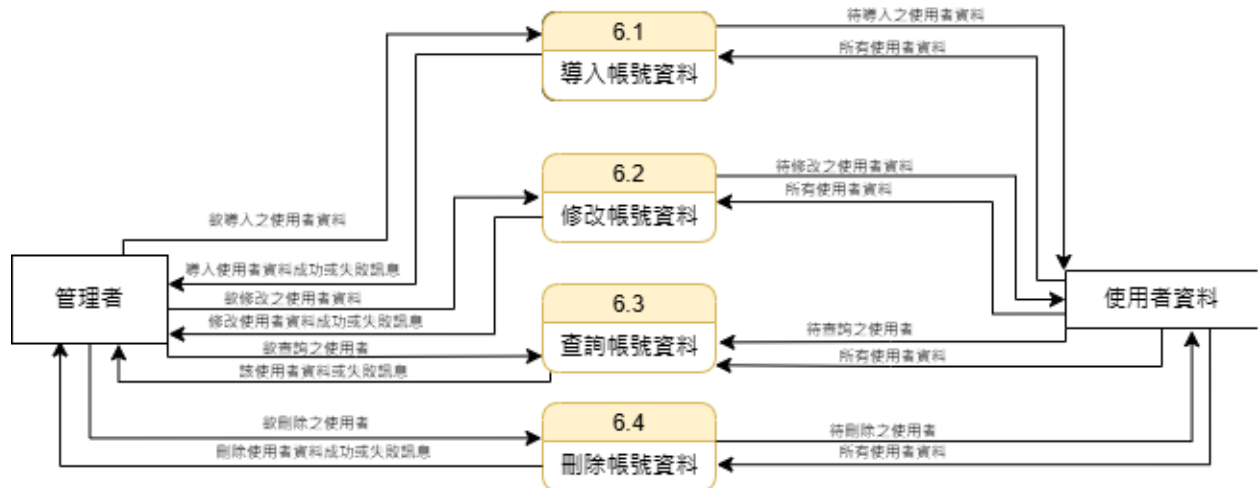 6.1
導入帳號資料
待導入之使用者資料
所有使用者資料
6.2
修改帳號資料
待修改之使用者資料
所有使用者資料
欲導入之使用者資料
導入使用者資料成功或失敗訊息
管理者
欲修改之使用者資料
修改使用者資料成功或失敗訊息
欲查詢之使用者
該使用者資料或失敗訊息
6.3
查詢帳號資料
待查詢之使用者
所有使用者資料
使用者資料
欲刪除之使用者
刪除使用者資料成功或失敗訊息
6.4
刪除帳號資料
待刪除之使用者
所有使用者資料